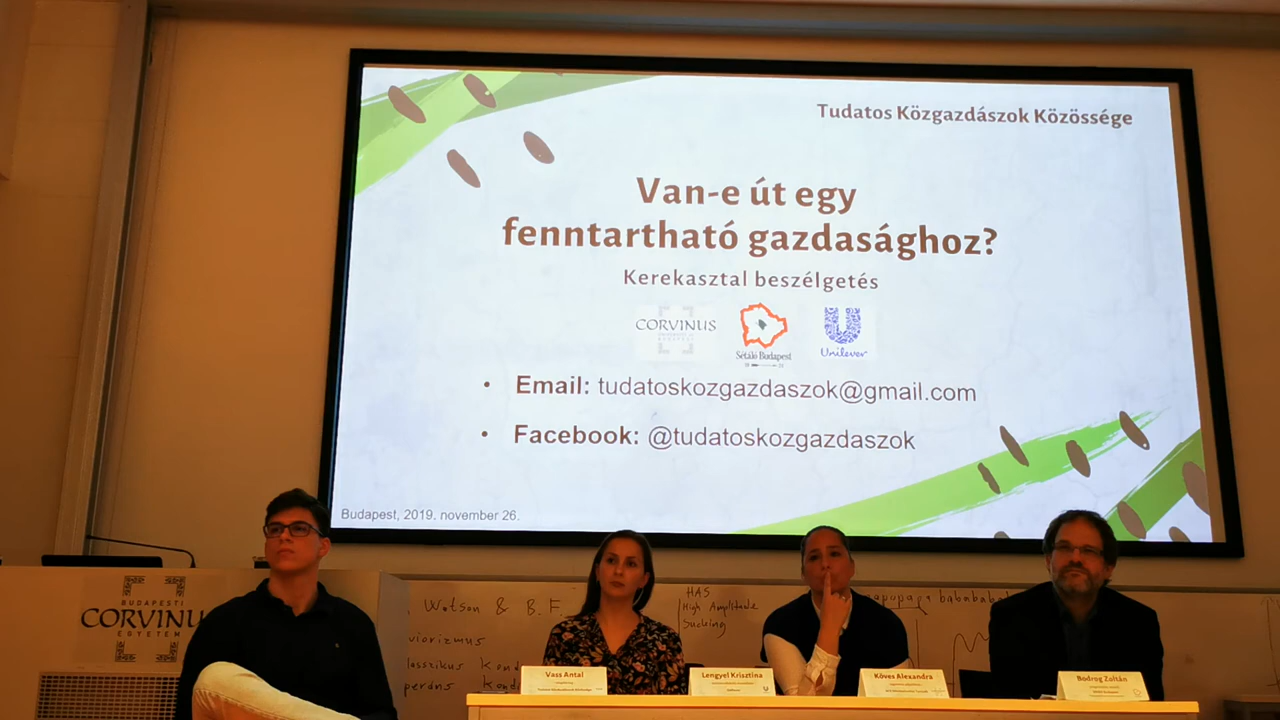 Tudatos Közgazdászok Közössége
Van-e út egy
fenntartható gazdasághoz?
Kerekasztal beszélgetés
CORVINUS
Sétáló Budapest
Unilever
• Email: tudatoskozgazdaszok@gmail.com
• Facebook: @tudatoskozgazdaszok
Budapest, 2019. november 26.
BUDAPESTI
CORVINU
EGYETEM
Watson & B.F.
HAS
High Amplitude
Sucking
Vass Antal
Lengyel Krisztina
Köves Alexandra
Bodrog Zoltán